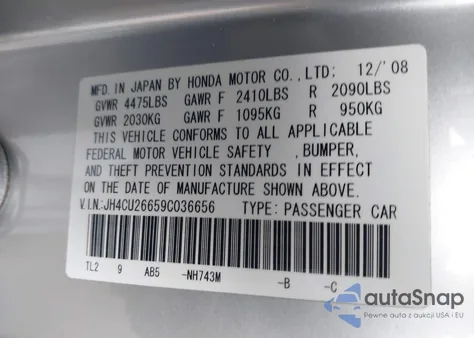 MFD. IN JAPAN BY HONDA MOTOR CO.,LTD: 12/'08
GVWR 4475LBS GAWR F 2410LBS R 2090LBS
GVWR 2030KG GAWR F 1095KG R 950KG
THIS VEHICLE CONFORMS TO ALL APPLICABLE
FEDERAL MOTOR VEHICLE SAFETY ,BUMPER,
AND THEFT PREVENTION STANDARDS IN EFFECT
ON THE DATE OF MANUFACTURE SHOWN ABOVE.
V.I.N.:JH4CU26659C036656 TYPE: PASSENGER CAR
TL2 9 AB5 -NH743M -B -C
autoSnap
Pewne auta z USA i EU